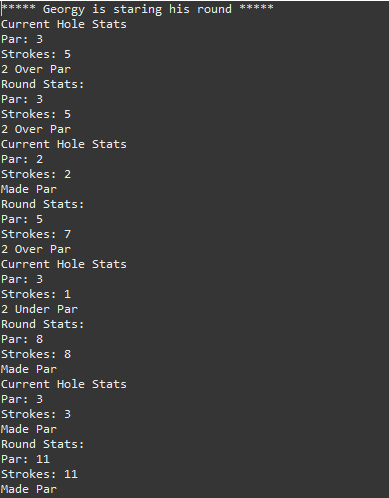 ***** Georgy is staring his round *****
Current Hole Stats
Par: 3
Strokes: 5
2 Over Par
Round Stats:
Par: 3
Strokes: 5
2 Over Par
Current Hole Stats
Par: 2
Strokes: 2
Made Par
Round Stats:
Par: 5
Strokes: 7
2 Over Par
Current Hole Stats
Par: 3
Strokes: 1
2 Under Par
Round Stats:
Par: 8
Strokes: 8
Made Par
Current Hole Stats
Par: 3
Strokes: 3
Made Par
Round Stats:
Par: 11
Strokes: 11
Made Par